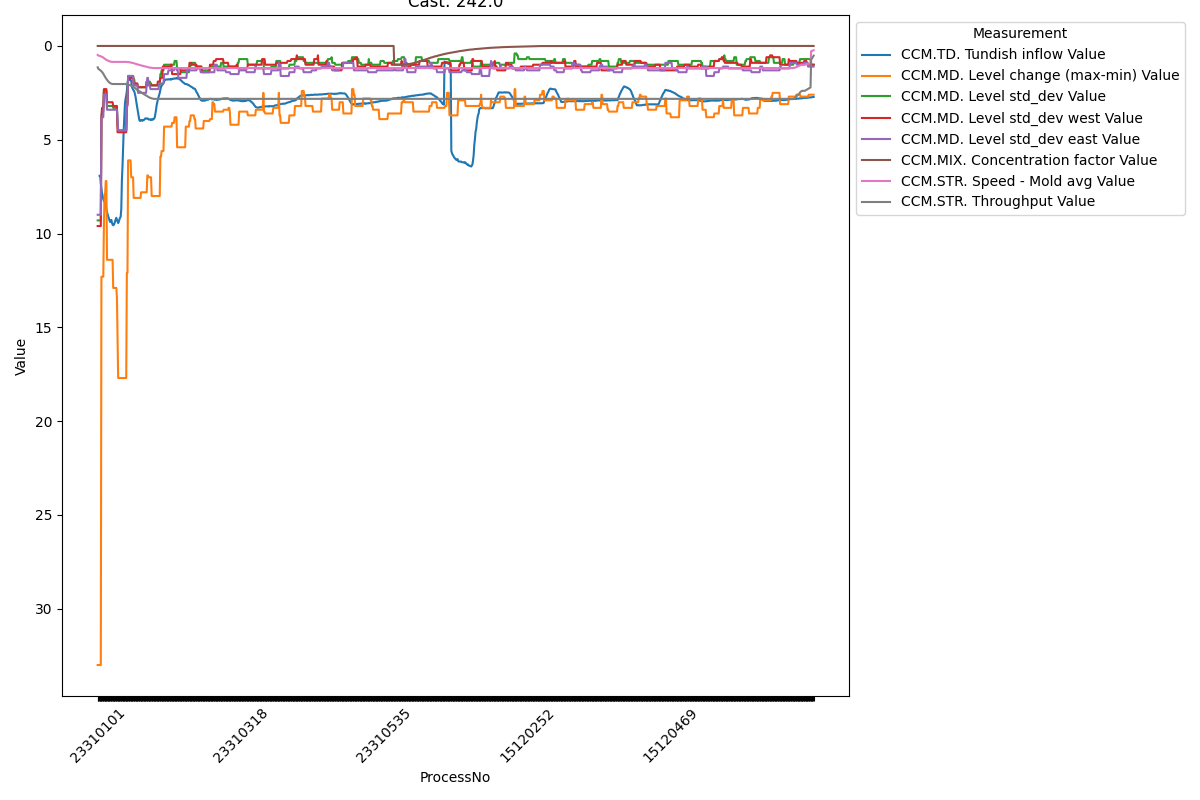 Cast: 242.0
Measurement
CCM.TD. Tundish inflow Value
CCM.MD. Level change (max-min) Value
CCM.MD. Level std_dev Value
CCM.MD. Level std_dev west Value
CCM.MD. Level std_dev east Value
CCM.MIX. Concentration factor Value
CCM.STR. Speed - Mold avg Value
CCM.STR. Throughput Value
Value
0
5
10
15
20
25
30
23310101
23310318
23310535
15120252
15120469
ProcessNo